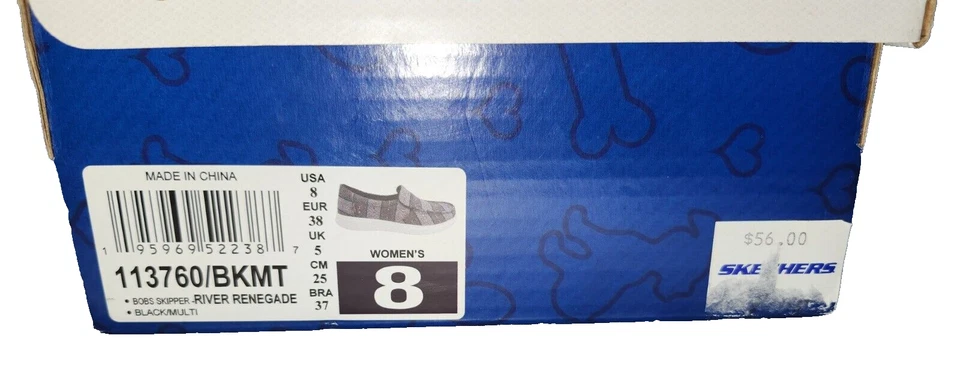 MADE IN CHINA
1 95969 52238 7
113760/BKMT
• BOBS SKIPPER -RIVER RENEGADE
• BLACK/MULTI
USA
8
EUR
38
UK
5
CM
25
BRA
37
WOMEN'S
8
$56.00
SKECHERS